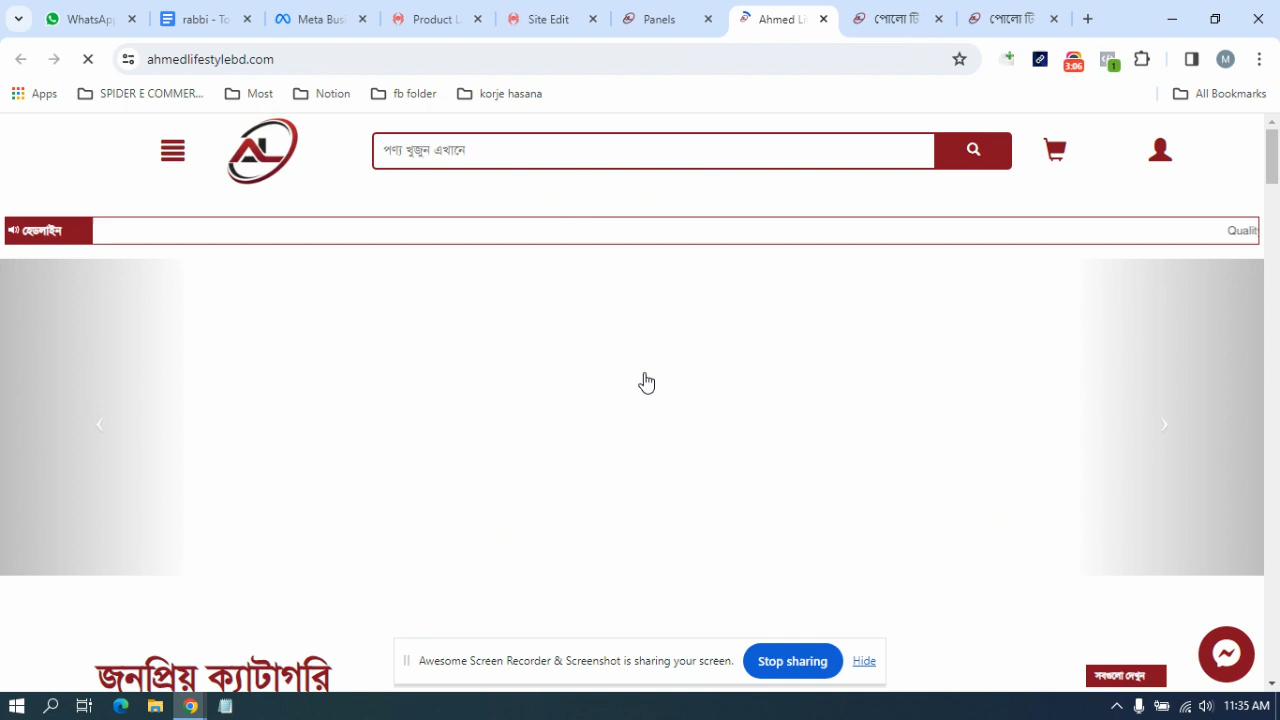 WhatsApp
rabbi - To
Meta Busi
Product L
Site Edit
Panels
Ahmed Li
পোলো টি
পোলো টি
ahmedlifestylebd.com
3:06
1
M
Apps
SPIDER E COMMER...
Most
Notion
fb folder
korje hasana
All Bookmarks
AL
পণ্য খুজুন এখানে
হেডলাইন
Qualit
জনপ্রিয় ক্যাটাগরি
সবগুলো দেখুন
Awesome Screen Recorder & Screenshot is sharing your screen.
Stop sharing
Hide
11:35 AM